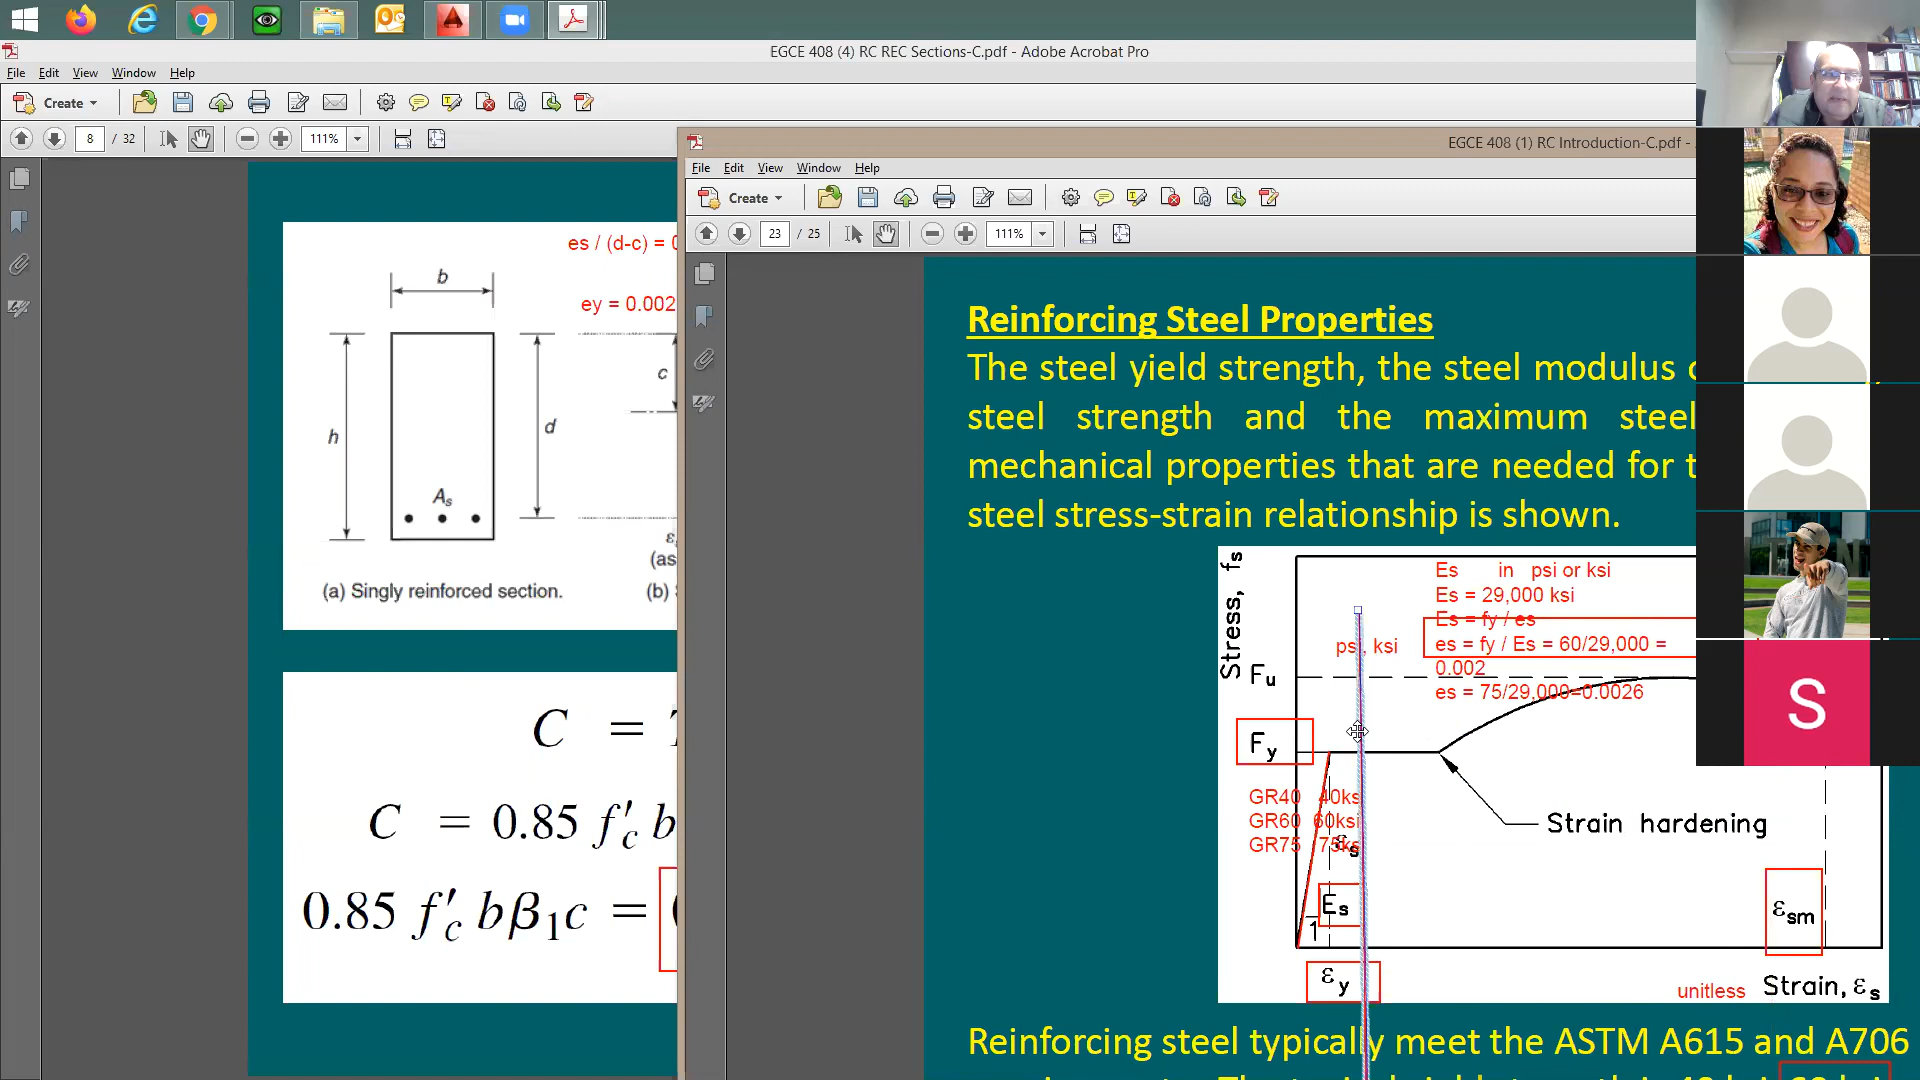 EGCE 408 (4) RC REC Sections-C.pdf - Adobe Acrobat Pro
File Edit View Window Help
Create
8 / 32 111%
es / (d-c) =
ey = 0.002
b
h
d
c
As
(a) Singly reinforced section.
(b)
C =
C = 0.85 f′c b
0.85 f′c bβ1c =
EGCE 408 (1) RC Introduction-C.pdf -
File Edit View Window Help
Create
23 / 25 111%
Reinforcing Steel Properties
The steel yield strength, the steel modulus
steel strength and the maximum steel
mechanical properties that are needed for
steel stress-strain relationship is shown.
Stress, fs
Es in psi or ksi
Es = 29,000 ksi
Es = fy / es
psi, ksi
es = fy / Es = 60/29,000 =
0.002
es = 75/29,000=0.0026
Fu
Fy
GR40 40ks
GR60 60ksi
GR75 75ks
εs
Strain hardening
Es
1
εsm
εy
unitless
Strain, εs
Reinforcing steel typically meet the ASTM A615 and A706
S